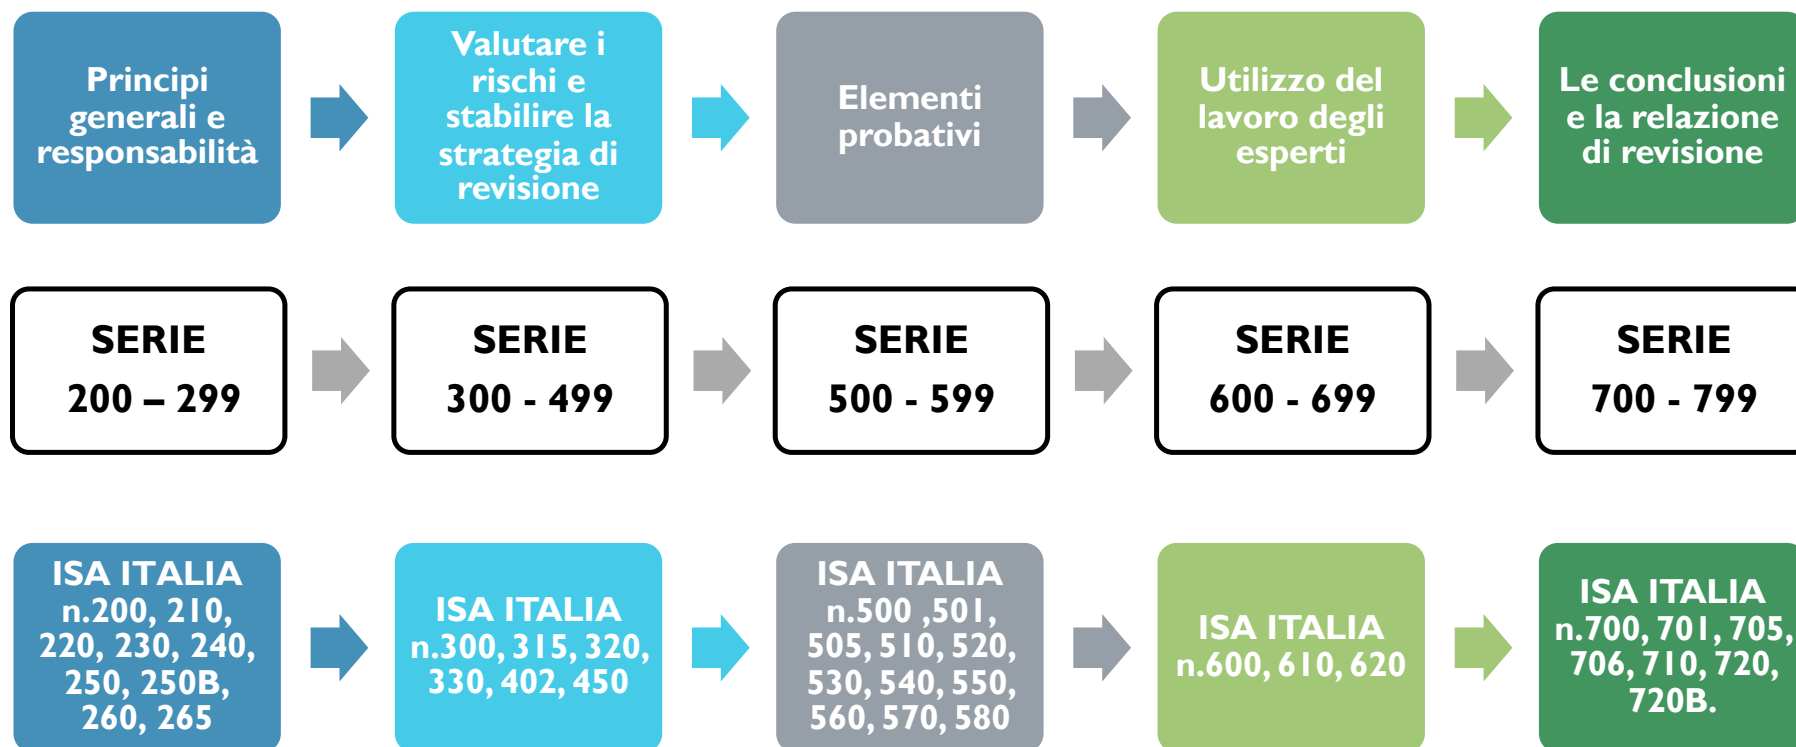 Principi
generali e
responsabilità
Valutare i
rischi e
stabilire la
strategia di
revisione
Elementi
probativi
Utilizzo del
lavoro degli
esperti
Le conclusioni
e la relazione
di revisione
SERIE
200 – 299
SERIE
300 - 499
SERIE
500 - 599
SERIE
600 - 699
SERIE
700 - 799
ISA ITALIA
n.200, 210,
220, 230, 240,
250, 250B,
260, 265
ISA ITALIA
n.300, 315, 320,
330, 402, 450
ISA ITALIA
n.500 ,501,
505, 510, 520,
530, 540, 550,
560, 570, 580
ISA ITALIA
n.600, 610, 620
ISA ITALIA
n.700, 701, 705,
706, 710, 720,
720B.